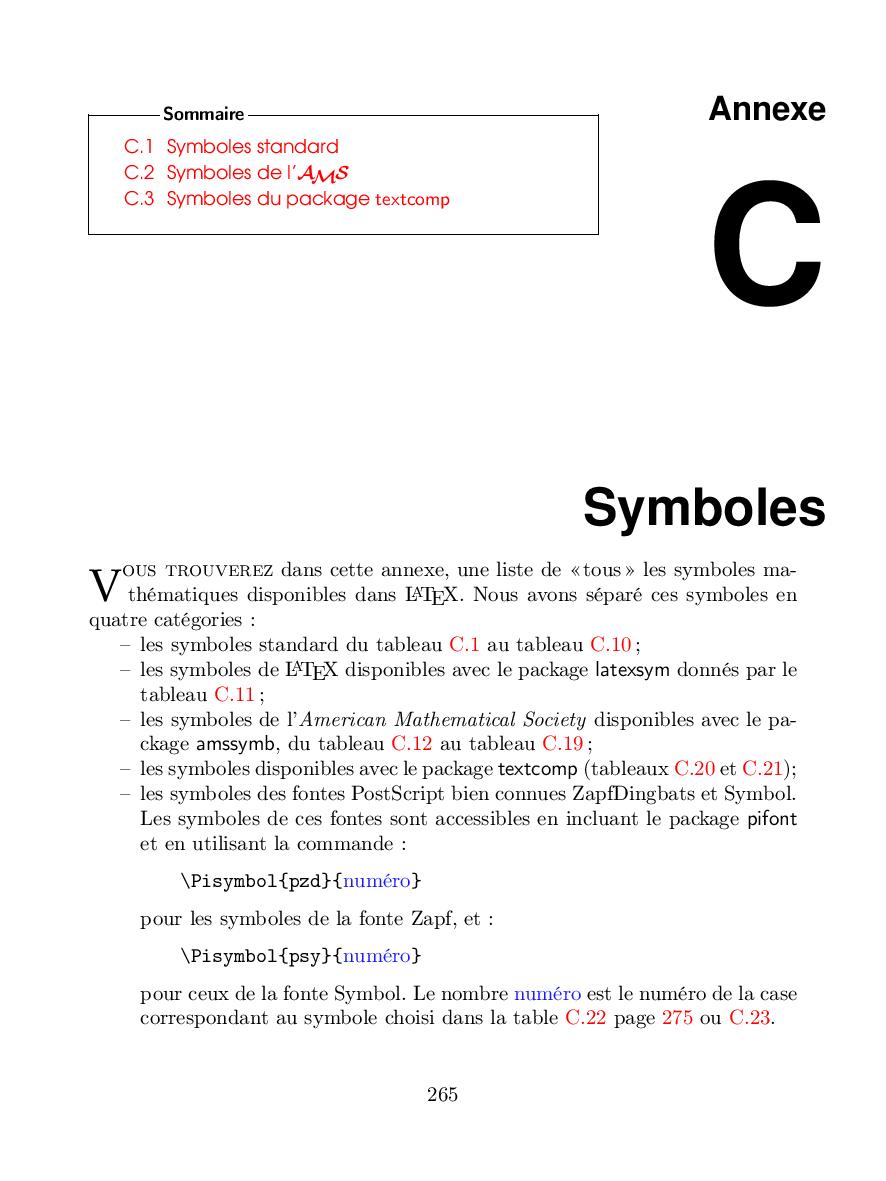 Annexe
C
Sommaire
C.1 Symboles standard
C.2 Symboles de l'AMS
C.3 Symboles du package textcomp
Symboles
VOUS TROUVEREZ dans cette annexe, une liste de «tous» les symboles ma-
thématiques disponibles dans LATEX. Nous avons séparé ces symboles en
quatre catégories :
– les symboles standard du tableau C.1 au tableau C.10 ;
– les symboles de LATEX disponibles avec le package latexsym donnés par le
tableau C.11 ;
– les symboles de l'American Mathematical Society disponibles avec le pa-
ckage amssymb, du tableau C.12 au tableau C.19 ;
– les symboles disponibles avec le package textcomp (tableaux C.20 et C.21);
– les symboles des fontes PostScript bien connues ZapfDingbats et Symbol.
Les symboles de ces fontes sont accessibles en incluant le package pifont
et en utilisant la commande :
\Pisymbol{pzd}{numéro}
pour les symboles de la fonte Zapf, et :
\Pisymbol{psy}{numéro}
pour ceux de la fonte Symbol. Le nombre numéro est le numéro de la case
correspondant au symbole choisi dans la table C.22 page 275 ou C.23.
265